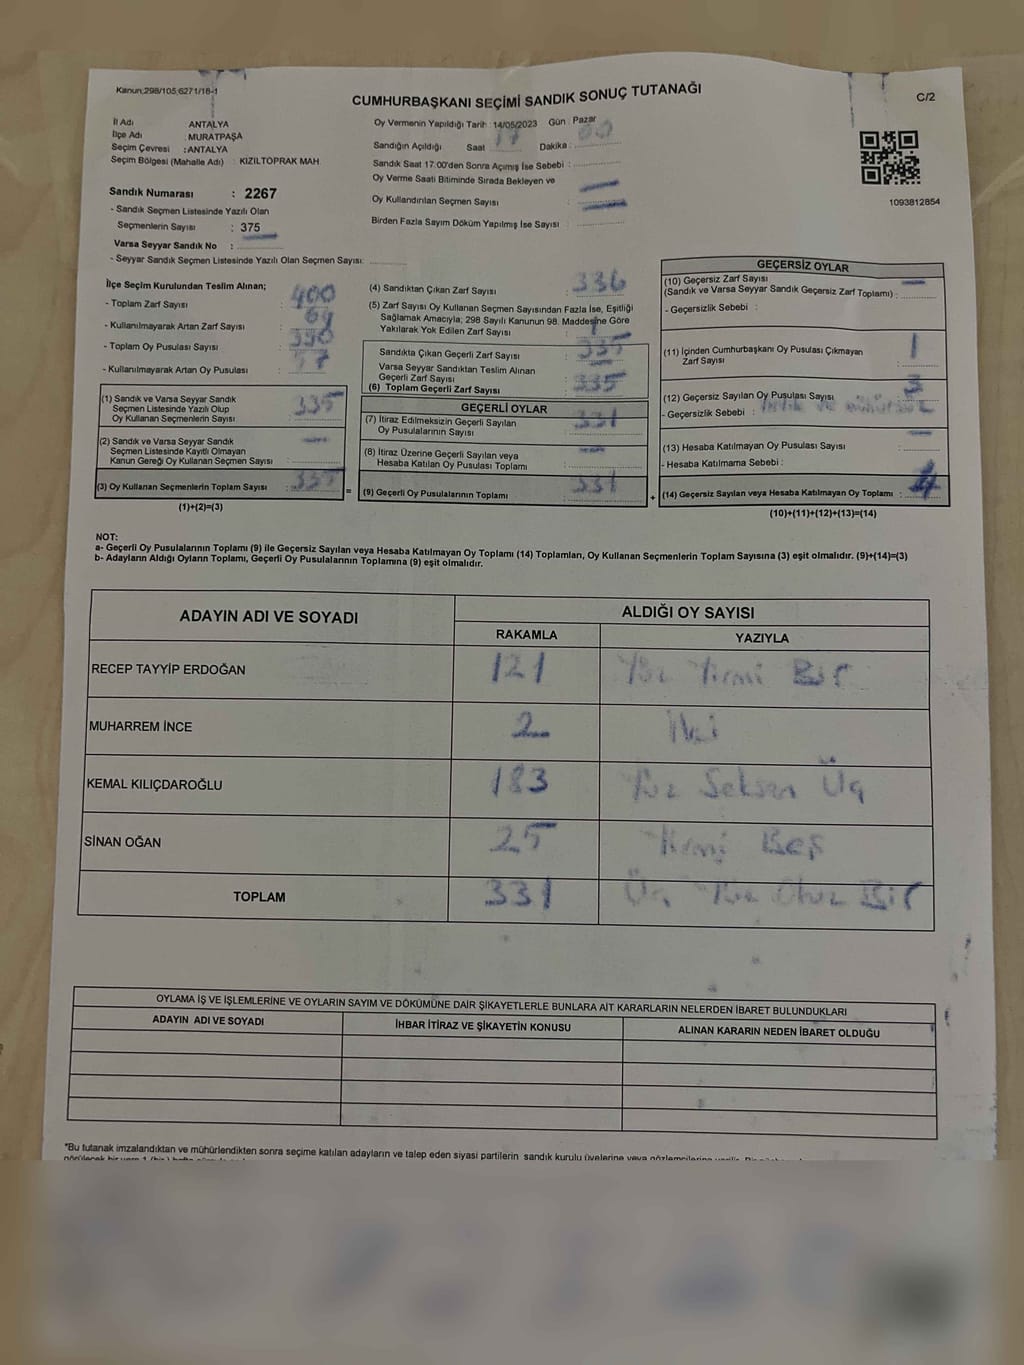 Kanun;298/105;6271/16-1
CUMHURBAŞKANI SEÇİMİ SANDIK SONUÇ TUTANAĞI
C/2
İl Adı ANTALYA
İlçe Adı : MURATPAŞA
Seçim Çevresi : ANTALYA
Seçim Bölgesi (Mahalle Adı) : KIZILTOPRAK MAH
Sandık Numarası : 2267
- Sandık Seçmen Listesinde Yazılı Olan
Seçmenlerin Sayısı : 375
Varsa Seyyar Sandık No :
- Seyyar Sandık Seçmen Listesinde Yazılı Olan Seçmen Sayısı:
Oy Vermenin Yapıldığı Tarih: 14/05/2023 Gün : Pazar
Sandığın Açıldığı Saat 17 Dakika : 00
Sandık Saat 17:00'den Sonra Açımış İse Sebebi :
Oy Verme Saati Bitiminde Sırada Bekleyen ve
Oy Kullandırılan Seçmen Sayısı :
Birden Fazla Sayım Döküm Yapılmış İse Sayısı :
1093812854
İlçe Seçim Kurulundan Teslim Alınan;
- Toplam Zarf Sayısı : 400
- Kullanılmayarak Artan Zarf Sayısı : 64
- Toplam Oy Pusulası Sayısı : 390
- Kullanılmayarak Artan Oy Pusulası :
(1) Sandık ve Varsa Seyyar Sandık
Seçmen Listesinde Yazılı Olup
Oy Kullanan Seçmenlerin Sayısı : 335
(2) Sandık ve Varsa Seyyar Sandık
Seçmen Listesinde Kayıtlı Olmayan
Kanun Gereği Oy Kullanan Seçmen Sayısı : —
(3) Oy Kullanan Seçmenlerin Toplam Sayısı : 335
(1)+(2)=(3)
=
(4) Sandıktan Çıkan Zarf Sayısı : 336
(5) Zarf Sayısı Oy Kullanan Seçmen Sayısından Fazla İse, Eşitliği
Sağlamak Amacıyla; 298 Sayılı Kanunun 98. Maddesine Göre
Yakılarak Yok Edilen Zarf Sayısı : 1
Sandıkta Çıkan Geçerli Zarf Sayısı : 335
Varsa Seyyar Sandıktan Teslim Alınan
Geçerli Zarf Sayısı : —
(6) Toplam Geçerli Zarf Sayısı : 335
GEÇERLİ OYLAR
(7) İtiraz Edilmeksizin Geçerli Sayılan
Oy Pusulalarının Sayısı : 331
(8) İtiraz Üzerine Geçerli Sayılan veya
Hesaba Katılan Oy Pusulası Toplamı : —
(9) Geçerli Oy Pusulalarının Toplamı : 331
+
GEÇERSİZ OYLAR
(10) Geçersiz Zarf Sayısı
(Sandık ve Varsa Seyyar Sandık Geçersiz Zarf Toplamı) : —
- Geçersizlik Sebebi :
(11) İçinden Cumhurbaşkanı Oy Pusulası Çıkmayan
Zarf Sayısı : 1
(12) Geçersiz Sayılan Oy Pusulası Sayısı : 3
- Geçersizlik Sebebi : ve mühürsüz
(13) Hesaba Katılmayan Oy Pusulası Sayısı : —
- Hesaba Katılmama Sebebi :
(14) Geçersiz Sayılan veya Hesaba Katılmayan Oy Toplamı : 4
(10)+(11)+(12)+(13)=(14)
NOT:
a- Geçerli Oy Pusulalarının Toplamı (9) ile Geçersiz Sayılan veya Hesaba Katılmayan Oy Toplamı (14) Toplamları, Oy Kullanan Seçmenlerin Toplam Sayısına (3) eşit olmalıdır. (9)+(14)=(3)
b- Adayların Aldığı Oyların Toplamı, Geçerli Oy Pusulalarının Toplamına (9) eşit olmalıdır.
ADAYIN ADI VE SOYADI ALDIĞI OY SAYISI
RAKAMLA YAZIYLA
RECEP TAYYİP ERDOĞAN 121 Yüz Yirmi Bir
MUHARREM İNCE 2 İki
KEMAL KILIÇDAROĞLU 183 Yüz Seksen Üç
SİNAN OĞAN 25 Yirmi Beş
TOPLAM 331 Üç Yüz Otuz Bir
OYLAMA İŞ VE İŞLEMLERİNE VE OYLARIN SAYIM VE DÖKÜMÜNE DAİR ŞİKAYETLERLE BUNLARA AİT KARARLARIN NELERDEN İBARET BULUNDUKLARI
ADAYIN ADI VE SOYADI İHBAR İTİRAZ VE ŞİKAYETİN KONUSU ALINAN KARARIN NEDEN İBARET OLDUĞU
*Bu tutanak imzalandıktan ve mühürlendikten sonra seçime katılan adayların ve talep eden siyasi partilerin sandık kurulu üyelerine veya gözlemcilerine verilir.